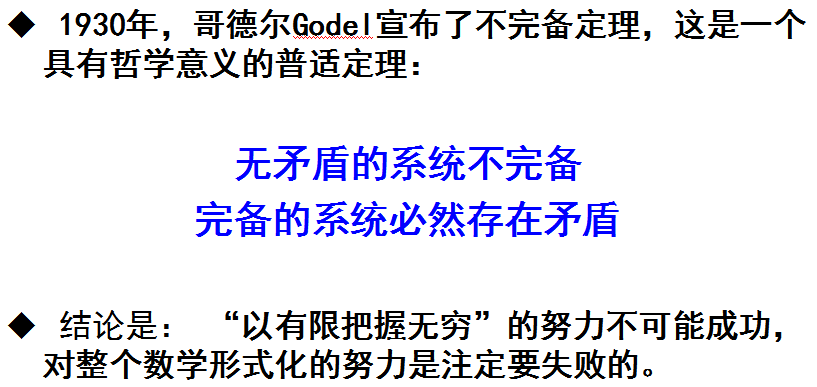 ◆ 1930年，哥德尔Godel宣布了不完备定理，这是一个
具有哲学意义的普适定理：
无矛盾的系统不完备
完备的系统必然存在矛盾
◆ 结论是： “以有限把握无穷”的努力不可能成功，
对整个数学形式化的努力是注定要失败的。